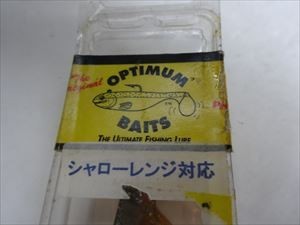 The
Original
OPTIMUM
BAITS
THE ULTIMATE FISHING LURE
シャローレンジ対応